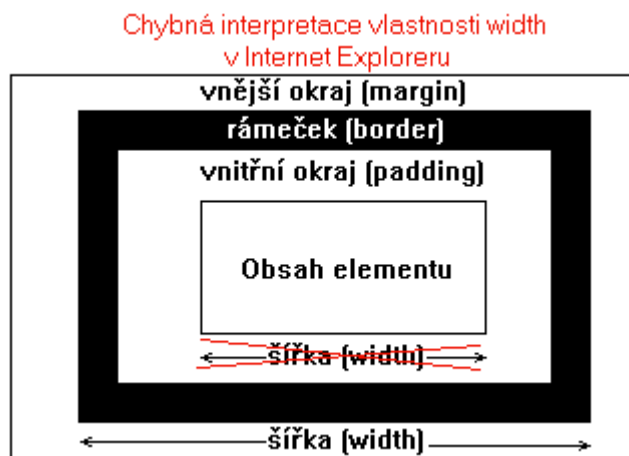 Chybná interpretace vlastnosti width
v Internet Exploreru
vnější okraj (margin)
rámeček (border)
vnitřní okraj (padding)
Obsah elementu
šířka (width)
šířka (width)